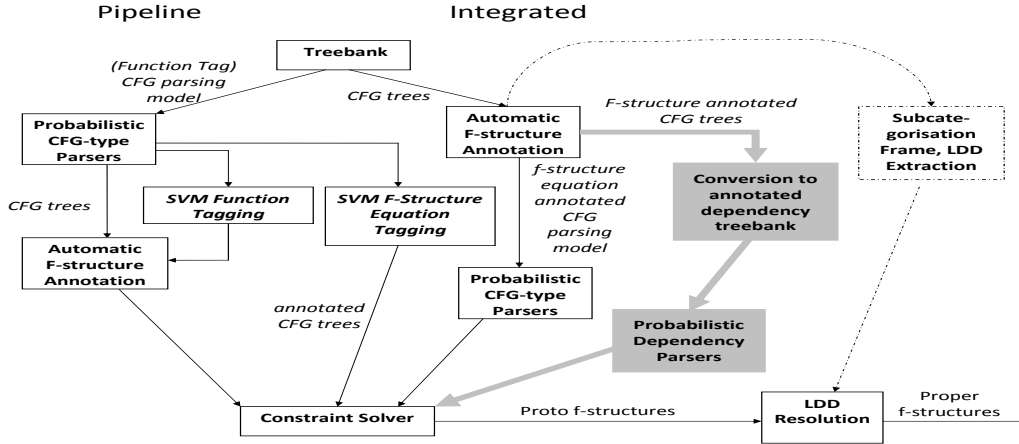 Pipeline
Integrated
Treebank
(Function Tag)
CFG parsing
model
CFG trees
Probabilistic
CFG-type
Parsers
Automatic
F-structure
Annotation
F-structure annotated
CFG trees
Subcate-
gorisation
Frame, LDD
Extraction
CFG trees
SVM Function
Tagging
SVM F-Structure
Equation
Tagging
f-structure
equation
annotated
CFG
parsing
model
Conversion to
annotated
dependency
treebank
Automatic
F-structure
Annotation
annotated
CFG trees
Probabilistic
CFG-type
Parsers
Probabilistic
Dependency
Parsers
Constraint Solver
Proto f-structures
LDD
Resolution
Proper
f-structures